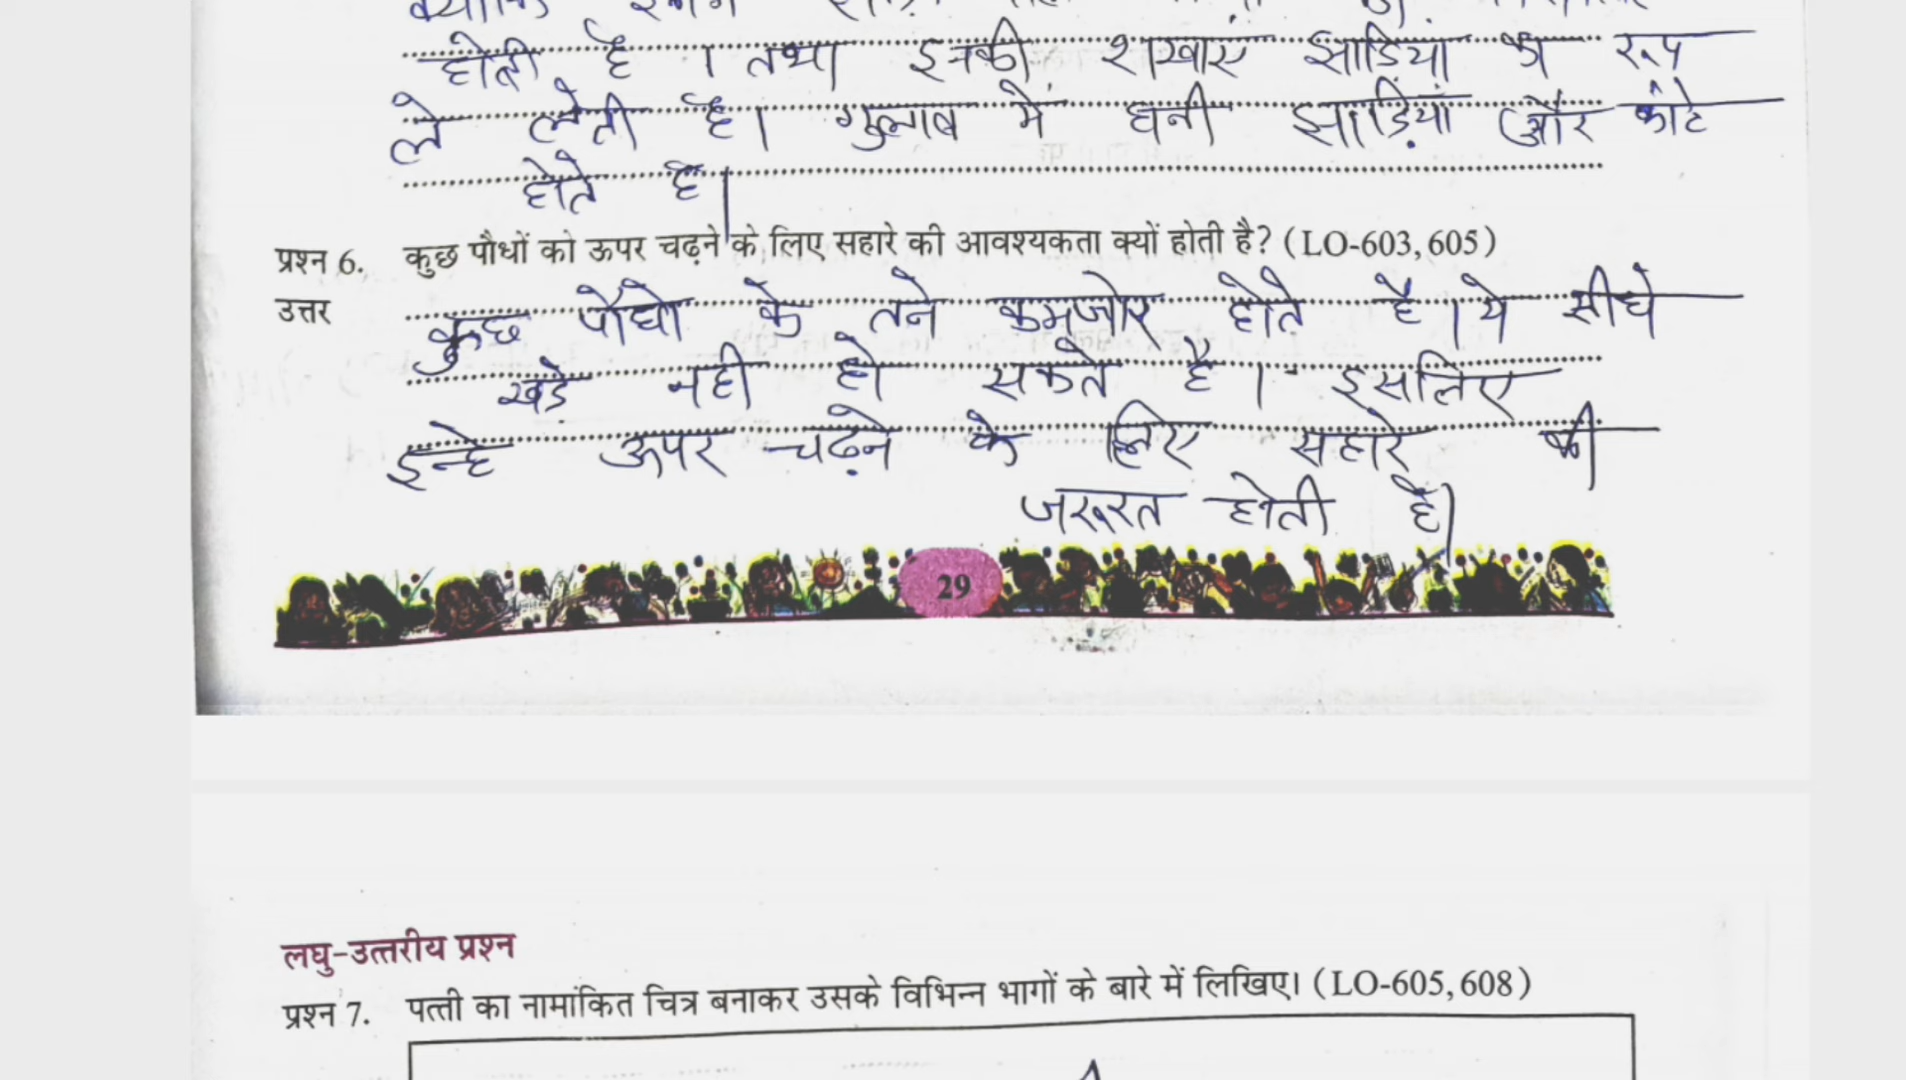 क्योंकि
होती है । तथा इनकी शाखाएं झाडियां का रूप
ले लेती है। गुलाब में घनी झाड़ियां और कांटे
होते है।
प्रश्न 6. कुछ पौधों को ऊपर चढ़ने के लिए सहारे की आवश्यकता क्यों होती है? (LO-603, 605)
उत्तर कुछ पौधो के तने कमजोर होते है। ये सीधे
खड़े नही हो सकते है। इसलिए
इन्हे ऊपर चढ़ने के लिए सहारे की
जरूरत होती है।
29
लघु-उत्तरीय प्रश्न
प्रश्न 7. पत्ती का नामांकित चित्र बनाकर उसके विभिन्न भागों के बारे में लिखिए। (LO-605, 608)